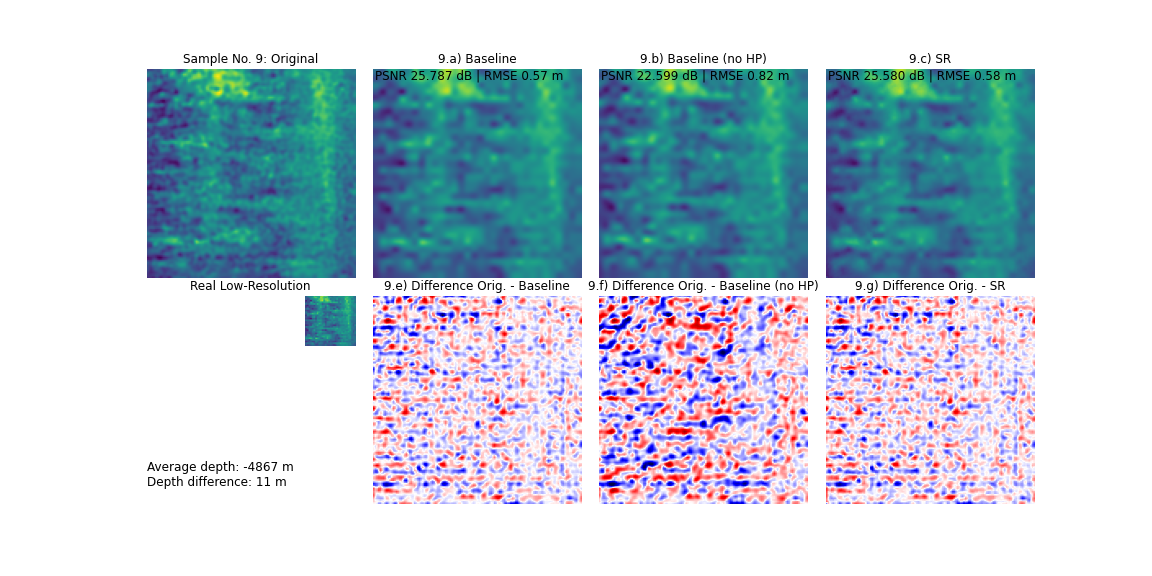 Sample No. 9: Original
9.a) Baseline
9.b) Baseline (no HP)
9.c) SR
PSNR 25.787 dB | RMSE 0.57 m
PSNR 22.599 dB | RMSE 0.82 m
PSNR 25.580 dB | RMSE 0.58 m
Real Low-Resolution
9.e) Difference Orig. - Baseline
9.f) Difference Orig. - Baseline (no HP)
9.g) Difference Orig. - SR
Average depth: -4867 m
Depth difference: 11 m